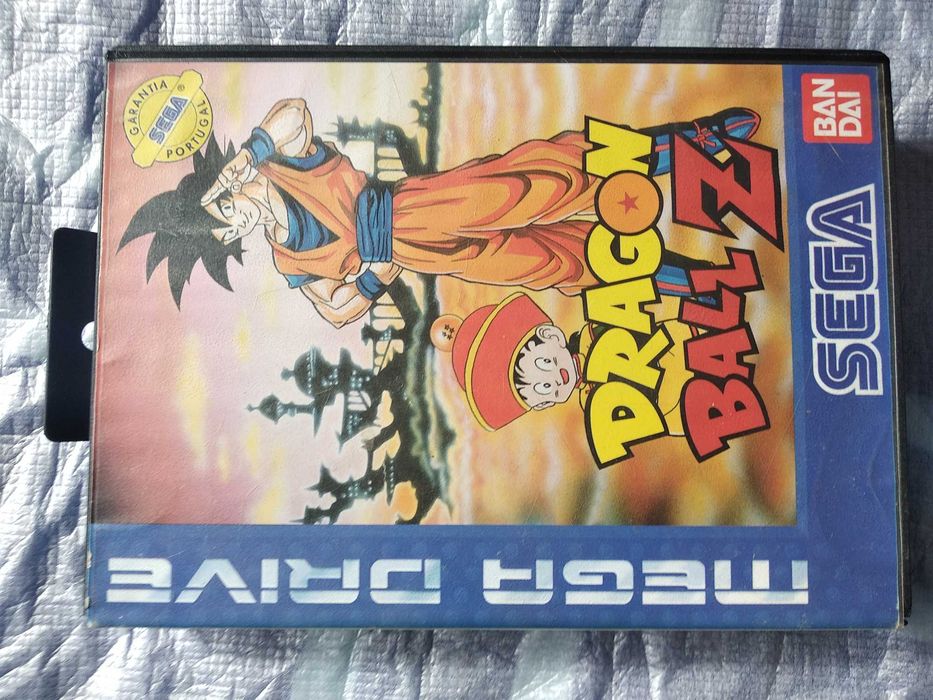 GARANTIA
SEGA®
PORTUGAL
DRAGON
BALL Z
BAN
DAI
SEGA
MEGA DRIVE